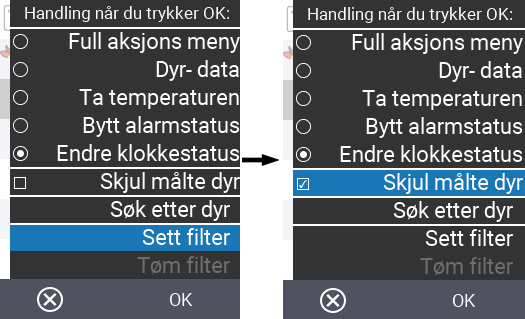 Handling når du trykker OK:
Full aksjons meny
Dyr- data
Ta temperaturen
Bytt alarmstatus
Endre klokkestatus
Skjul målte dyr
Søk etter dyr
Sett filter
Tøm filter
OK
Handling når du trykker OK:
Full aksjons meny
Dyr- data
Ta temperaturen
Bytt alarmstatus
Endre klokkestatus
Skjul målte dyr
Søk etter dyr
Sett filter
Tøm filter
OK